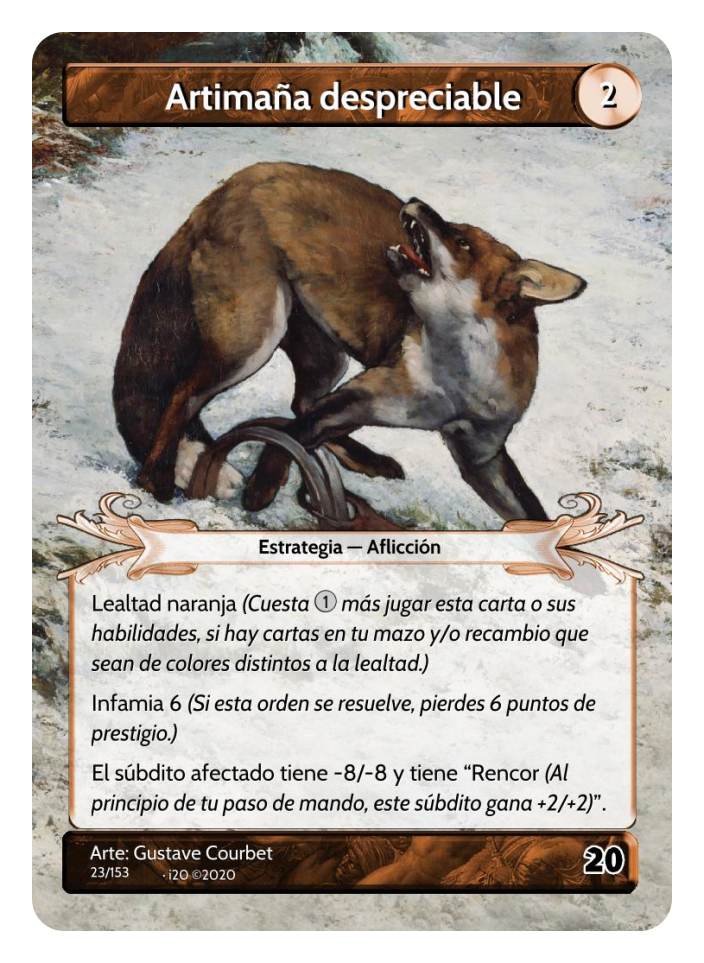 Artimaña despreciable
2
Estrategia — Aflicción
Lealtad naranja (Cuesta 1 más jugar esta carta o sus
habilidades, si hay cartas en tu mazo y/o recambio que
sean de colores distintos a la lealtad.)
Infamia 6 (Si esta orden se resuelve, pierdes 6 puntos de
prestigio.)
El súbdito afectado tiene -8/-8 y tiene “Rencor (Al
principio de tu paso de mando, este súbdito gana +2/+2)”.
Arte: Gustave Courbet
23/153 · i20 ©2020
20